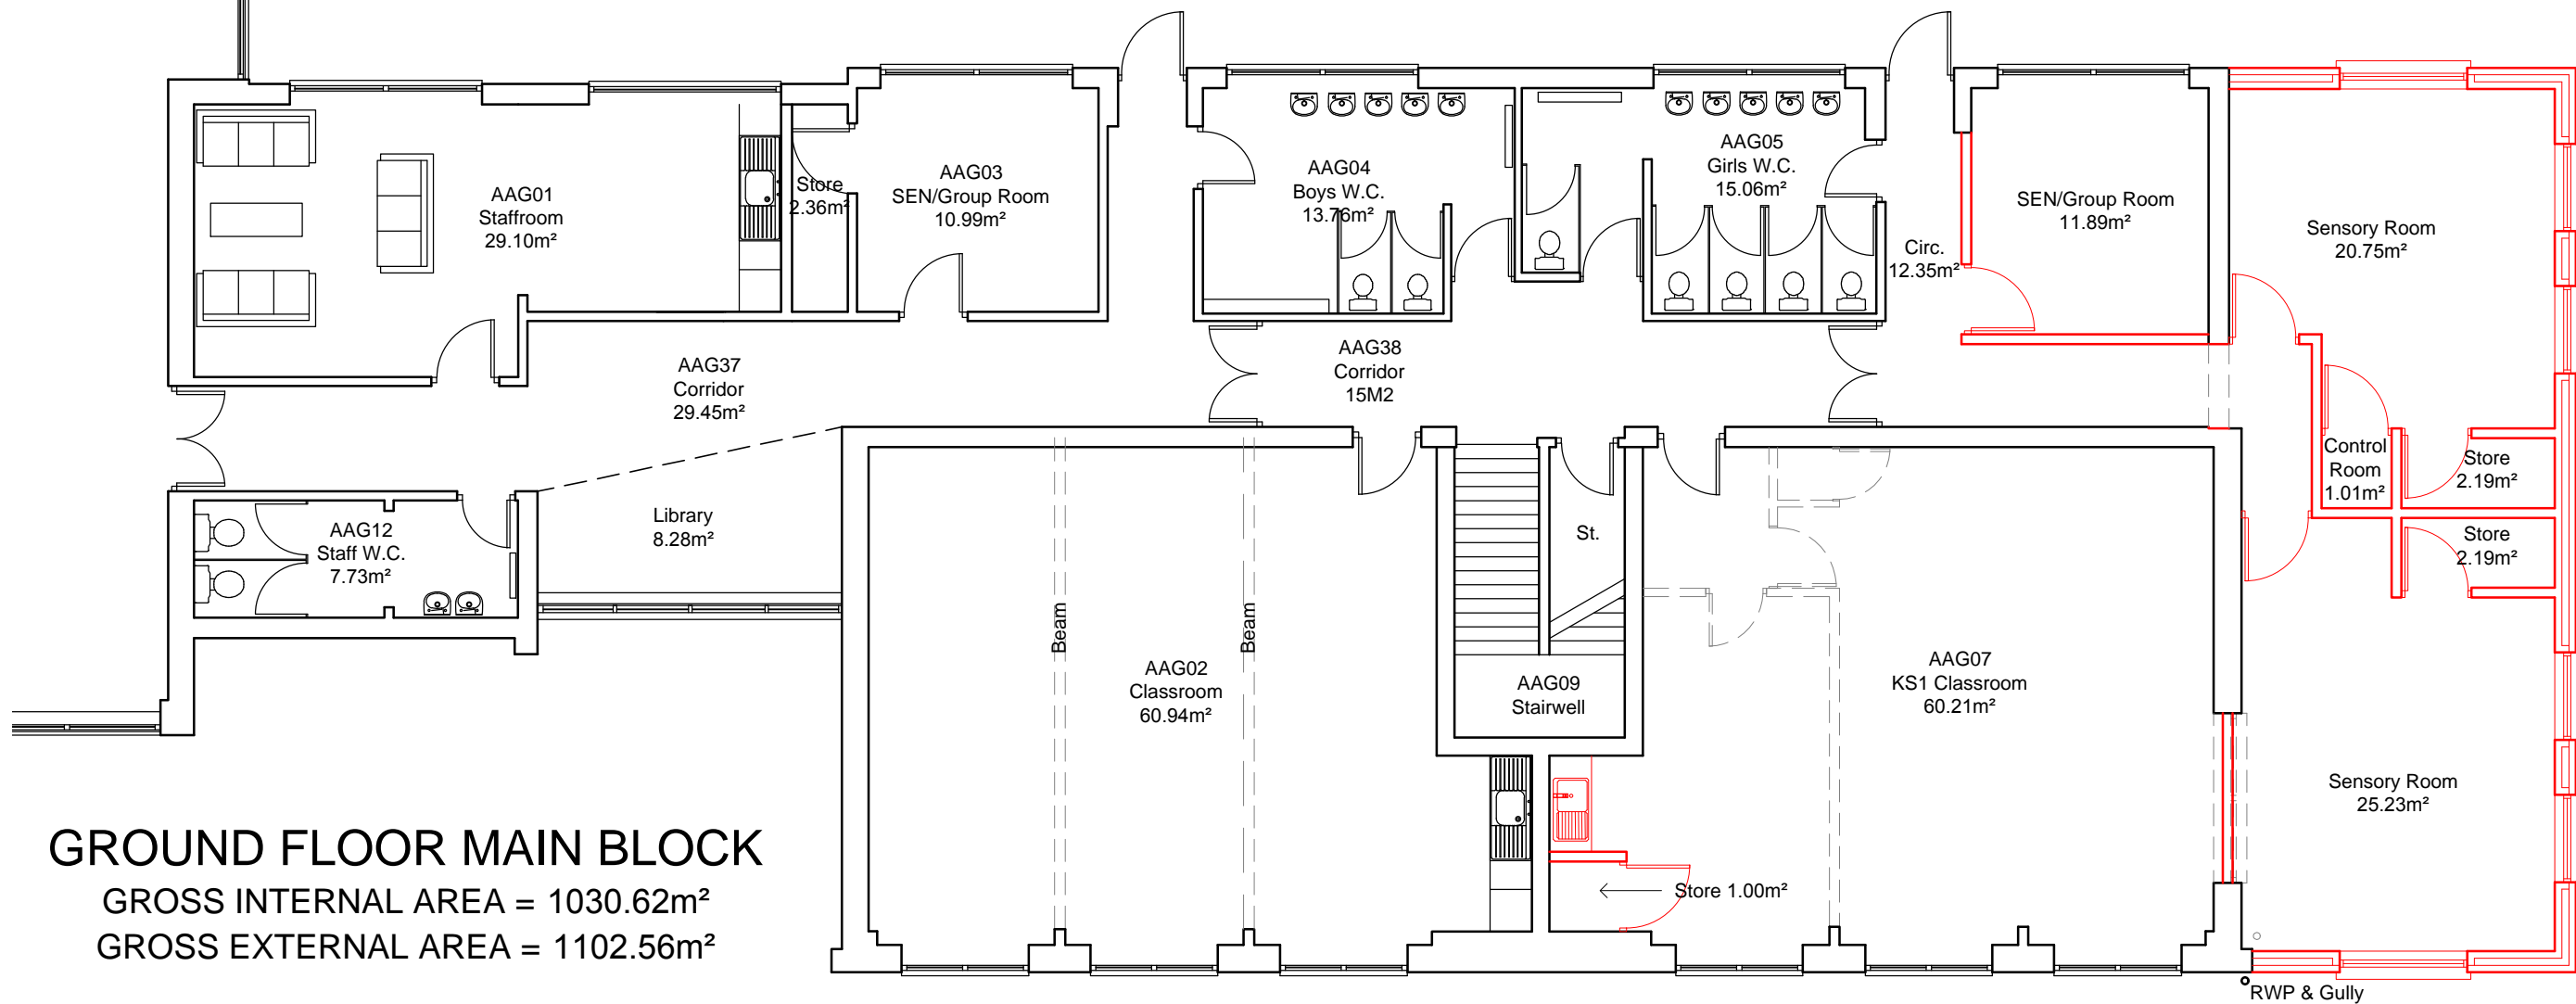 AAG01
Staffroom
29.10m²
Store
2.36m²
AAG03
SEN/Group Room
10.99m²
AAG04
Boys W.C.
13.76m²
AAG05
Girls W.C.
15.06m²
Circ.
12.35m²
SEN/Group Room
11.89m²
Sensory Room
20.75m²
AAG37
Corridor
29.45m²
AAG38
Corridor
15M2
Control
Room
1.01m²
Store
2.19m²
Store
2.19m²
AAG12
Staff W.C.
7.73m²
Library
8.28m²
St.
Beam
Beam
AAG02
Classroom
60.94m²
AAG09
Stairwell
AAG07
KS1 Classroom
60.21m²
Sensory Room
25.23m²
Store 1.00m²
GROUND FLOOR MAIN BLOCK
GROSS INTERNAL AREA = 1030.62m²
GROSS EXTERNAL AREA = 1102.56m²
RWP & Gully